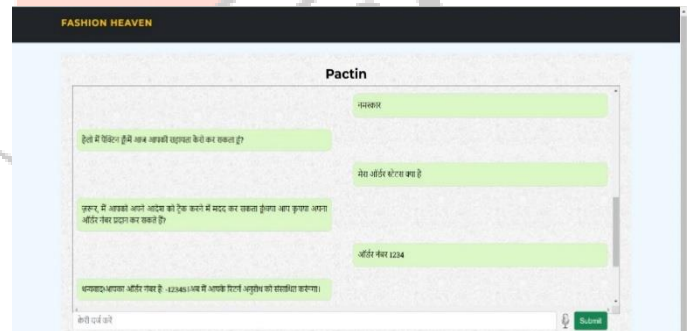 FASHION HEAVEN
Pactin
नमस्कार
हैलो में पैक्टिन हूँ।मैं आज आपकी सहायता कैसे कर सकता हूं?
मेरा ऑर्डर स्टेटस क्या है
ज़रूर, में आपको अपने आदेश को ट्रैक करने में मदद कर सकता हूं।क्या आप कृपया अपना
ऑर्डर नंबर प्रदान कर सकते हैं?
ऑर्डर नंबर 1234
धन्यवाद!आपका ऑर्डर नंबर है -12345।अब में आपके रिटर्न अनुरोध को संसाधित करूंगा।
केरी दर्ज करें
Submit